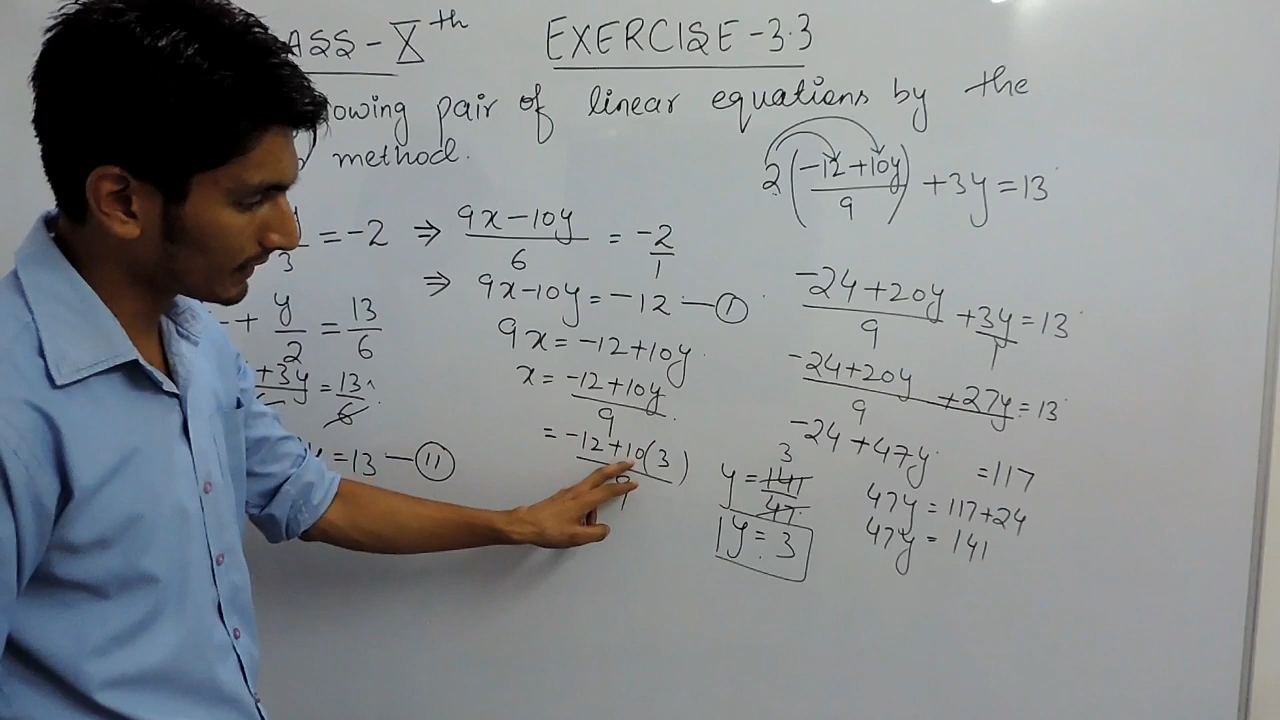 ASS - Xth EXERCISE - 3.3
owing pair of linear equations by the
method.
= -2 ⇒ (9x - 10y)/6 = -2/1
⇒ 9x - 10y = -12 — (1)
+ y/2 = 13/6
9x = -12 + 10y
+3y = 13
x = (-12 + 10y)/9
= 13 — (11)
= (-12 + 10(3))/9
2((-12 + 10y)/9) + 3y = 13
(-24 + 20y)/9 + 3y/1 = 13
(-24 + 20y + 27y)/9 = 13
-24 + 47y = 117
47y = 117 + 24
47y = 141
y = 141/47 3
y = 3